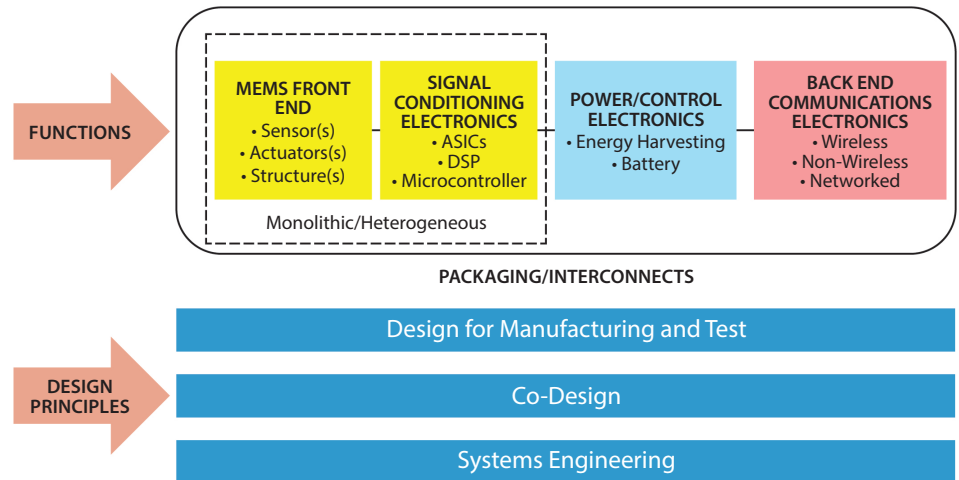 FUNCTIONS
MEMS FRONT
END
• Sensor(s)
• Actuators(s)
• Structure(s)
SIGNAL
CONDITIONING
ELECTRONICS
• ASICs
• DSP
• Microcontroller
Monolithic/Heterogeneous
POWER/CONTROL
ELECTRONICS
• Energy Harvesting
• Battery
BACK END
COMMUNICATIONS
ELECTRONICS
• Wireless
• Non-Wireless
• Networked
PACKAGING/INTERCONNECTS
DESIGN
PRINCIPLES
Design for Manufacturing and Test
Co-Design
Systems Engineering